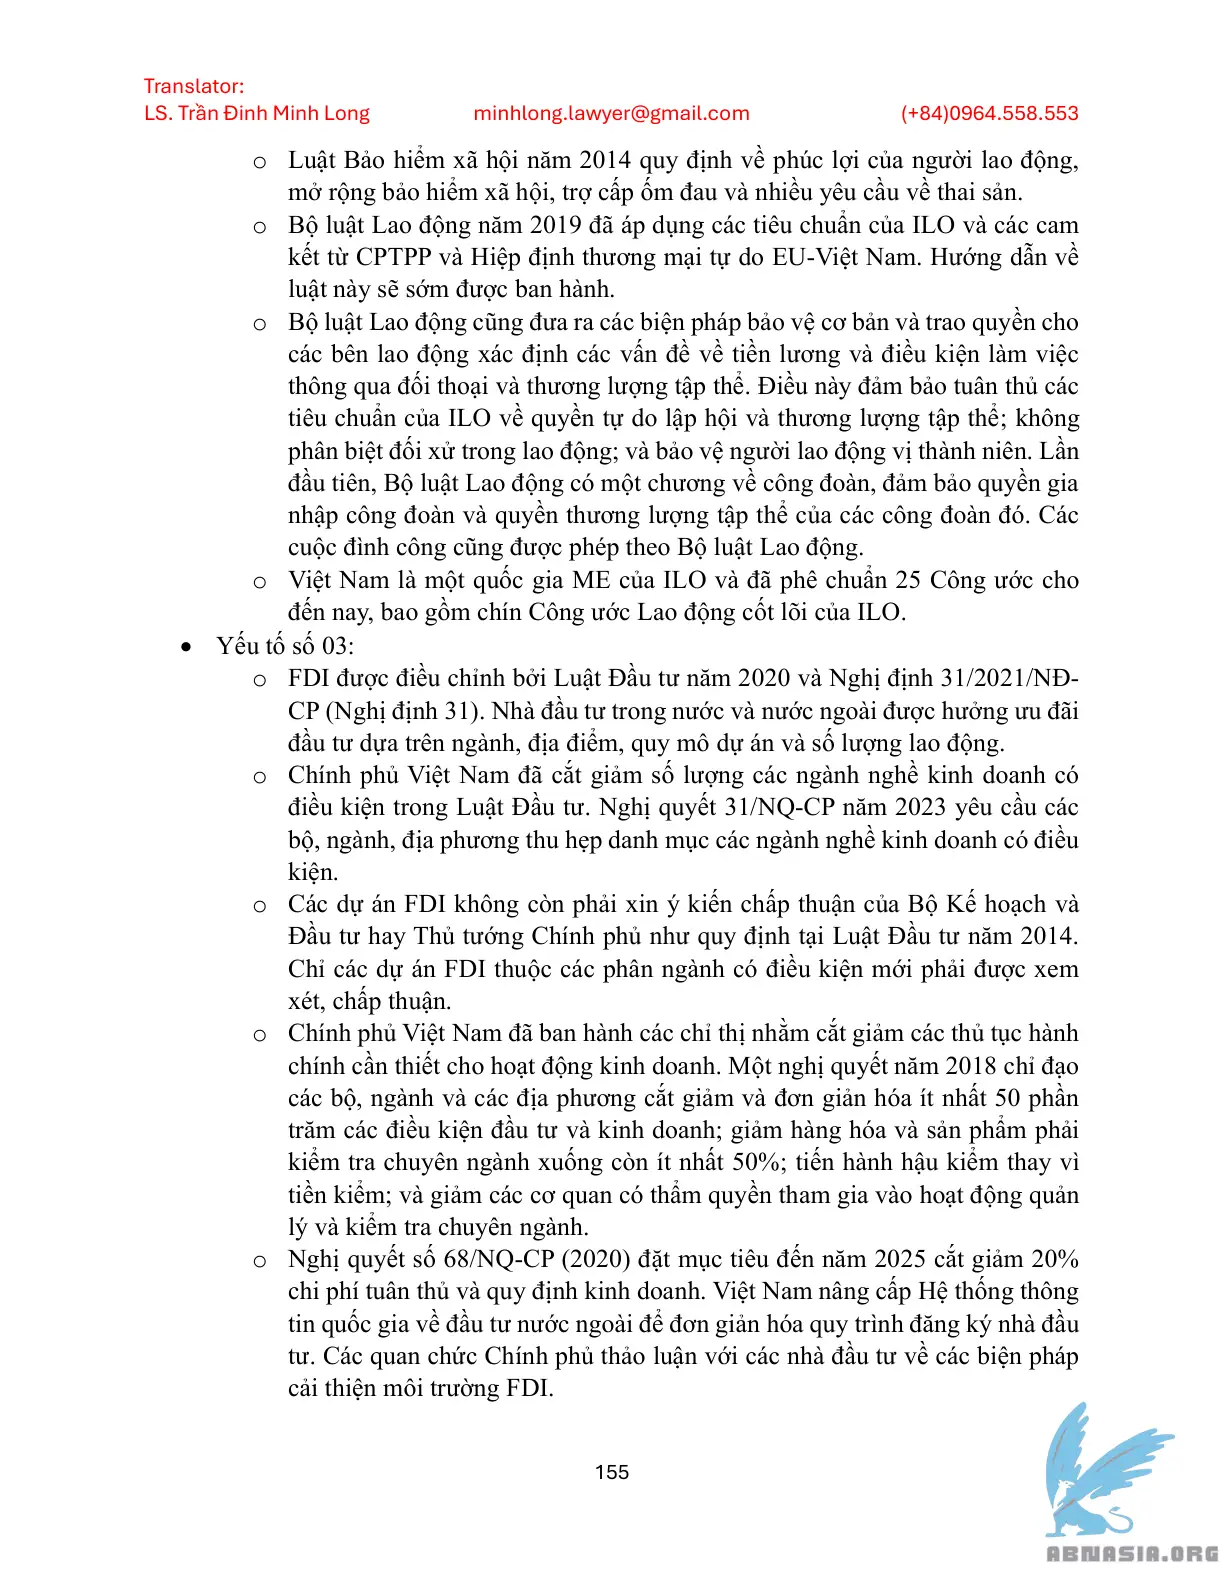 Translator:
LS. Trần Đinh Minh Long minhlong.lawyer@gmail.com (+84)0964.558.553
o Luật Bảo hiểm xã hội năm 2014 quy định về phúc lợi của người lao động,
mở rộng bảo hiểm xã hội, trợ cấp ốm đau và nhiều yêu cầu về thai sản.
o Bộ luật Lao động năm 2019 đã áp dụng các tiêu chuẩn của ILO và các cam
kết từ CPTPP và Hiệp định thương mại tự do EU-Việt Nam. Hướng dẫn về
luật này sẽ sớm được ban hành.
o Bộ luật Lao động cũng đưa ra các biện pháp bảo vệ cơ bản và trao quyền cho
các bên lao động xác định các vấn đề về tiền lương và điều kiện làm việc
thông qua đối thoại và thương lượng tập thể. Điều này đảm bảo tuân thủ các
tiêu chuẩn của ILO về quyền tự do lập hội và thương lượng tập thể; không
phân biệt đối xử trong lao động; và bảo vệ người lao động vị thành niên. Lần
đầu tiên, Bộ luật Lao động có một chương về công đoàn, đảm bảo quyền gia
nhập công đoàn và quyền thương lượng tập thể của các công đoàn đó. Các
cuộc đình công cũng được phép theo Bộ luật Lao động.
o Việt Nam là một quốc gia ME của ILO và đã phê chuẩn 25 Công ước cho
đến nay, bao gồm chín Công ước Lao động cốt lõi của ILO.
• Yếu tố số 03:
o FDI được điều chỉnh bởi Luật Đầu tư năm 2020 và Nghị định 31/2021/NĐ-
CP (Nghị định 31). Nhà đầu tư trong nước và nước ngoài được hưởng ưu đãi
đầu tư dựa trên ngành, địa điểm, quy mô dự án và số lượng lao động.
o Chính phủ Việt Nam đã cắt giảm số lượng các ngành nghề kinh doanh có
điều kiện trong Luật Đầu tư. Nghị quyết 31/NQ-CP năm 2023 yêu cầu các
bộ, ngành, địa phương thu hẹp danh mục các ngành nghề kinh doanh có điều
kiện.
o Các dự án FDI không còn phải xin ý kiến chấp thuận của Bộ Kế hoạch và
Đầu tư hay Thủ tướng Chính phủ như quy định tại Luật Đầu tư năm 2014.
Chỉ các dự án FDI thuộc các phân ngành có điều kiện mới phải được xem
xét, chấp thuận.
o Chính phủ Việt Nam đã ban hành các chỉ thị nhằm cắt giảm các thủ tục hành
chính cần thiết cho hoạt động kinh doanh. Một nghị quyết năm 2018 chỉ đạo
các bộ, ngành và các địa phương cắt giảm và đơn giản hóa ít nhất 50 phần
trăm các điều kiện đầu tư và kinh doanh; giảm hàng hóa và sản phẩm phải
kiểm tra chuyên ngành xuống còn ít nhất 50%; tiến hành hậu kiểm thay vì
tiền kiểm; và giảm các cơ quan có thẩm quyền tham gia vào hoạt động quản
lý và kiểm tra chuyên ngành.
o Nghị quyết số 68/NQ-CP (2020) đặt mục tiêu đến năm 2025 cắt giảm 20%
chi phí tuân thủ và quy định kinh doanh. Việt Nam nâng cấp Hệ thống thông
tin quốc gia về đầu tư nước ngoài để đơn giản hóa quy trình đăng ký nhà đầu
tư. Các quan chức Chính phủ thảo luận với các nhà đầu tư về các biện pháp
cải thiện môi trường FDI.
155
ABNASIA.ORG